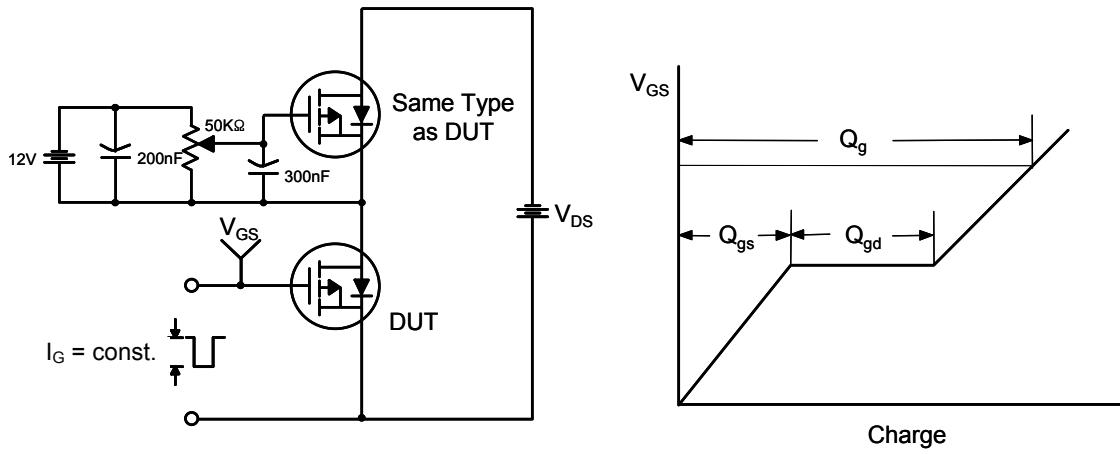 12V
200nF
50KΩ
300nF
Same Type
as DUT
V_GS
DUT
I_G = const.
V_DS
V_GS
Q_g
Q_gs
Q_gd
Charge